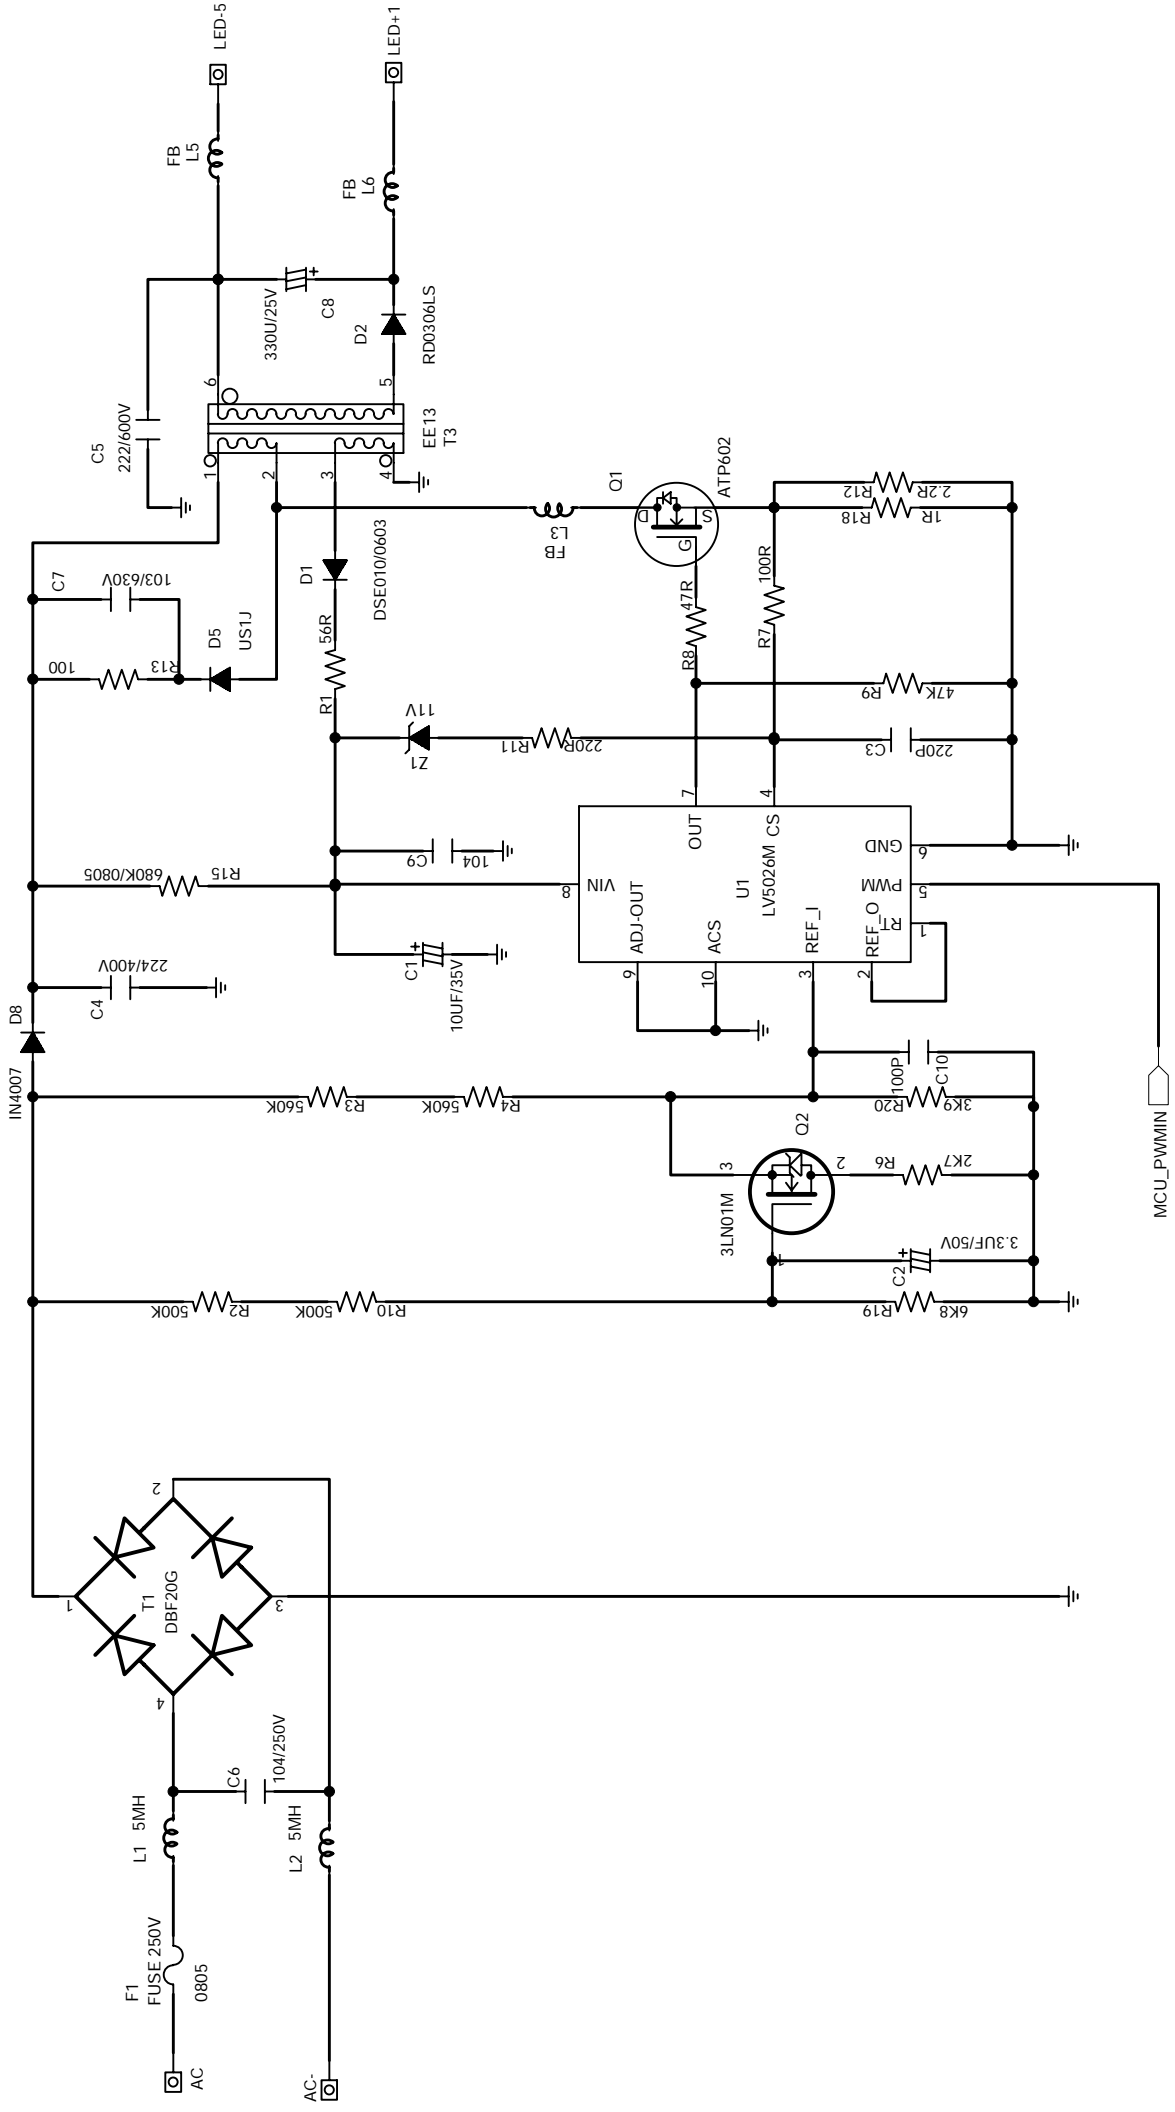 LED-5
LED+1
FB
L5
FB
L6
330U/25V
C8
D2
RD0306LS
C5
222/600V
6
5
EE13
T3
1
2
3
4
Q1
ATP602
D
S
G
L3
FB
R12
2.2R
R18
1R
C7
103/630V
D5
US1J
R13
100
D1
DSE010/0603
56R
R1
R8
47R
R7
100R
R9
47K
11V
Z1
R11
220R
C3
220P
7
4
OUT
CS
U1
LV5026M
GND
6
PWM
5
RT
1
VIN
8
ADJ-OUT
9
ACS
10
REF_I
3
REF_O
2
680K/0805
R15
C9
104
C1
+
10UF/35V
C4
224/400V
D8
IN4007
560K
R3
560K
R4
100P
C10
R20
3K9
Q2
3LN01M
3
2
1
R6
2K7
C2
+
3.3UF/50V
500K
R2
500K
R10
R19
6K8
MCU_PWMIN
T1
DBF20G
1
2
3
4
C6
104/250V
L1 5MH
L2 5MH
F1
FUSE 250V
0805
AC
AC-
+